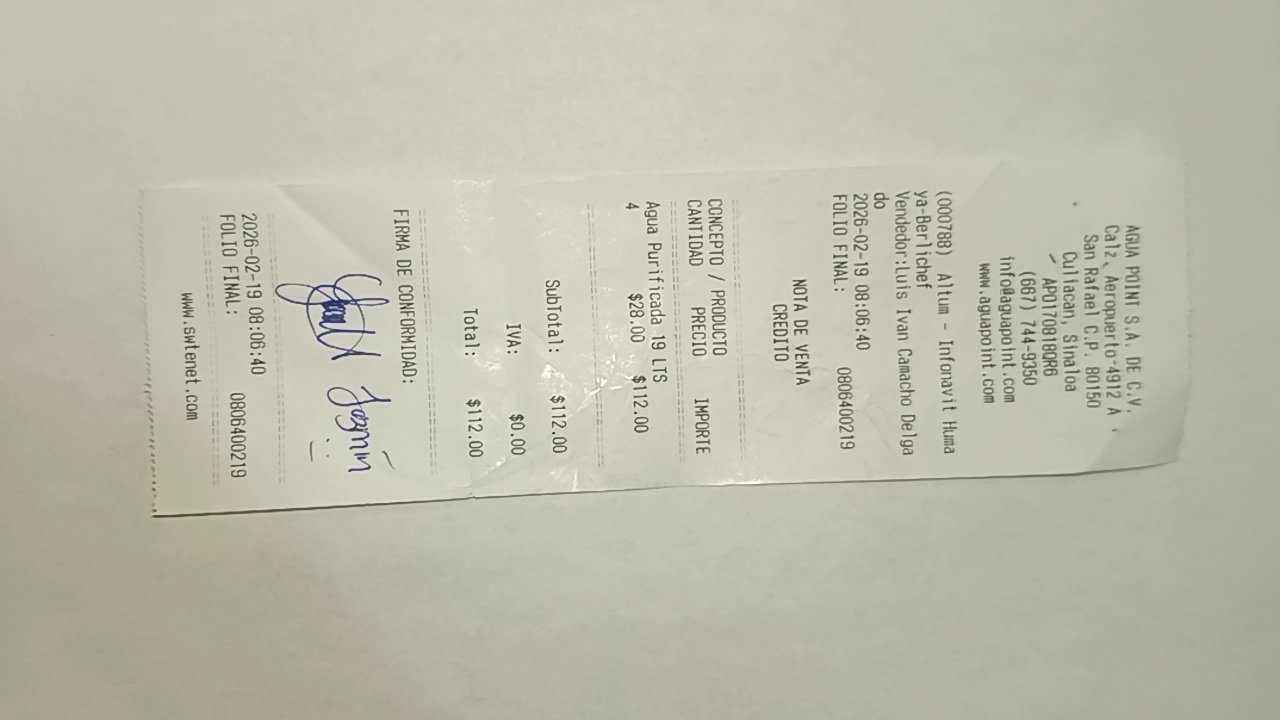 AGUA POINT S.A. DE C.V.
Calz. Aeropuerto 4912 A
San Rafael C.P. 80150
Culiacan, Sinaloa
APO170818QR6
(667) 744-9350
info@aguapoint.com
www.aguapoint.com
(000788) Altum - Infonavit Huma
ya-Berlichef
Vendedor:Luis Ivan Camacho Delga
do
2026-02-19 08:06:40
FOLIO FINAL: 0806400219
NOTA DE VENTA
CREDITO
CONCEPTO / PRODUCTO
CANTIDAD PRECIO IMPORTE
Agua Purificada 19 LTS
4 $28.00 $112.00
SubTotal: $112.00
IVA: $0.00
Total: $112.00
FIRMA DE CONFORMIDAD:
Jazmin
2026-02-19 08:06:40
FOLIO FINAL: 0806400219
www.swtenet.com